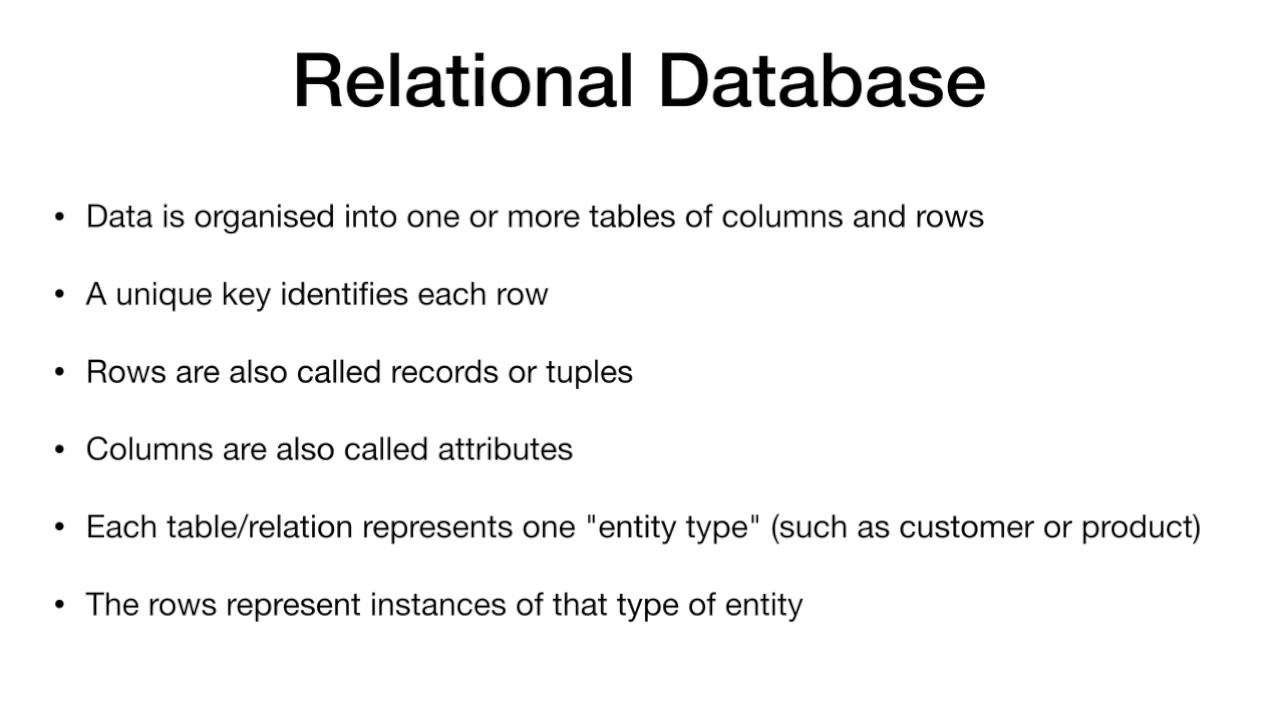 Relational Database
• Data is organised into one or more tables of columns and rows
• A unique key identifies each row
• Rows are also called records or tuples
• Columns are also called attributes
• Each table/relation represents one "entity type" (such as customer or product)
• The rows represent instances of that type of entity